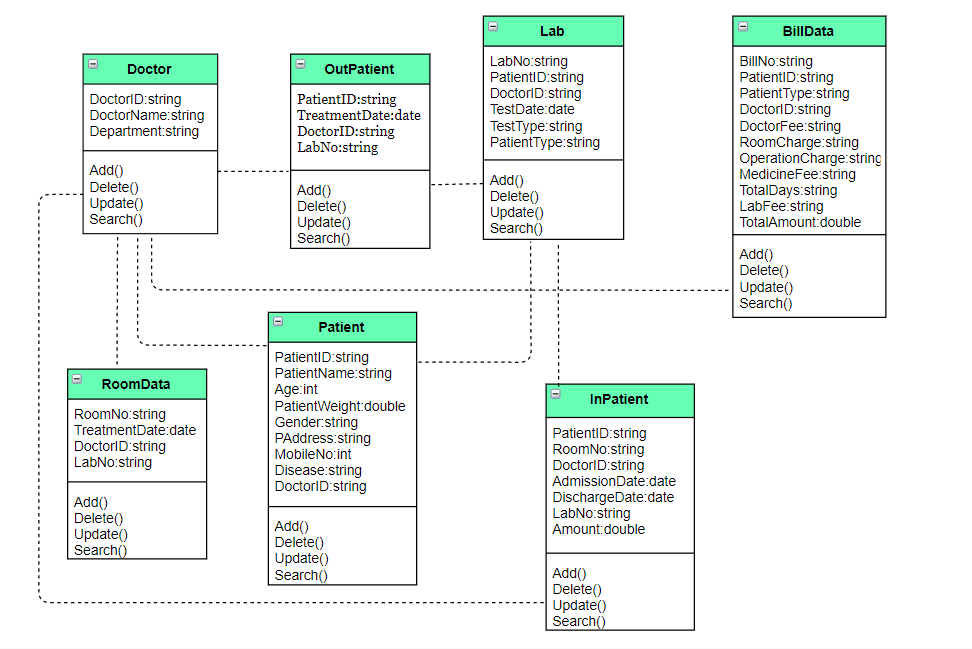 Doctor
DoctorID:string
DoctorName:string
Department:string
Add()
Delete()
Update()
Search()
OutPatient
PatientID:string
TreatmentDate:date
DoctorID:string
LabNo:string
Add()
Delete()
Update()
Search()
Lab
LabNo:string
PatientID:string
DoctorID:string
TestDate:date
TestType:string
PatientType:string
Add()
Delete()
Update()
Search()
BillData
BillNo:string
PatientID:string
PatientType:string
DoctorID:string
DoctorFee:string
RoomCharge:string
OperationCharge:string
MedicineFee:string
TotalDays:string
LabFee:string
TotalAmount:double
Add()
Delete()
Update()
Search()
RoomData
RoomNo:string
TreatmentDate:date
DoctorID:string
LabNo:string
Add()
Delete()
Update()
Search()
Patient
PatientID:string
PatientName:string
Age:int
PatientWeight:double
Gender:string
PAddress:string
MobileNo:int
Disease:string
DoctorID:string
Add()
Delete()
Update()
Search()
InPatient
PatientID:string
RoomNo:string
DoctorID:string
AdmissionDate:date
DischargeDate:date
LabNo:string
Amount:double
Add()
Delete()
Update()
Search()